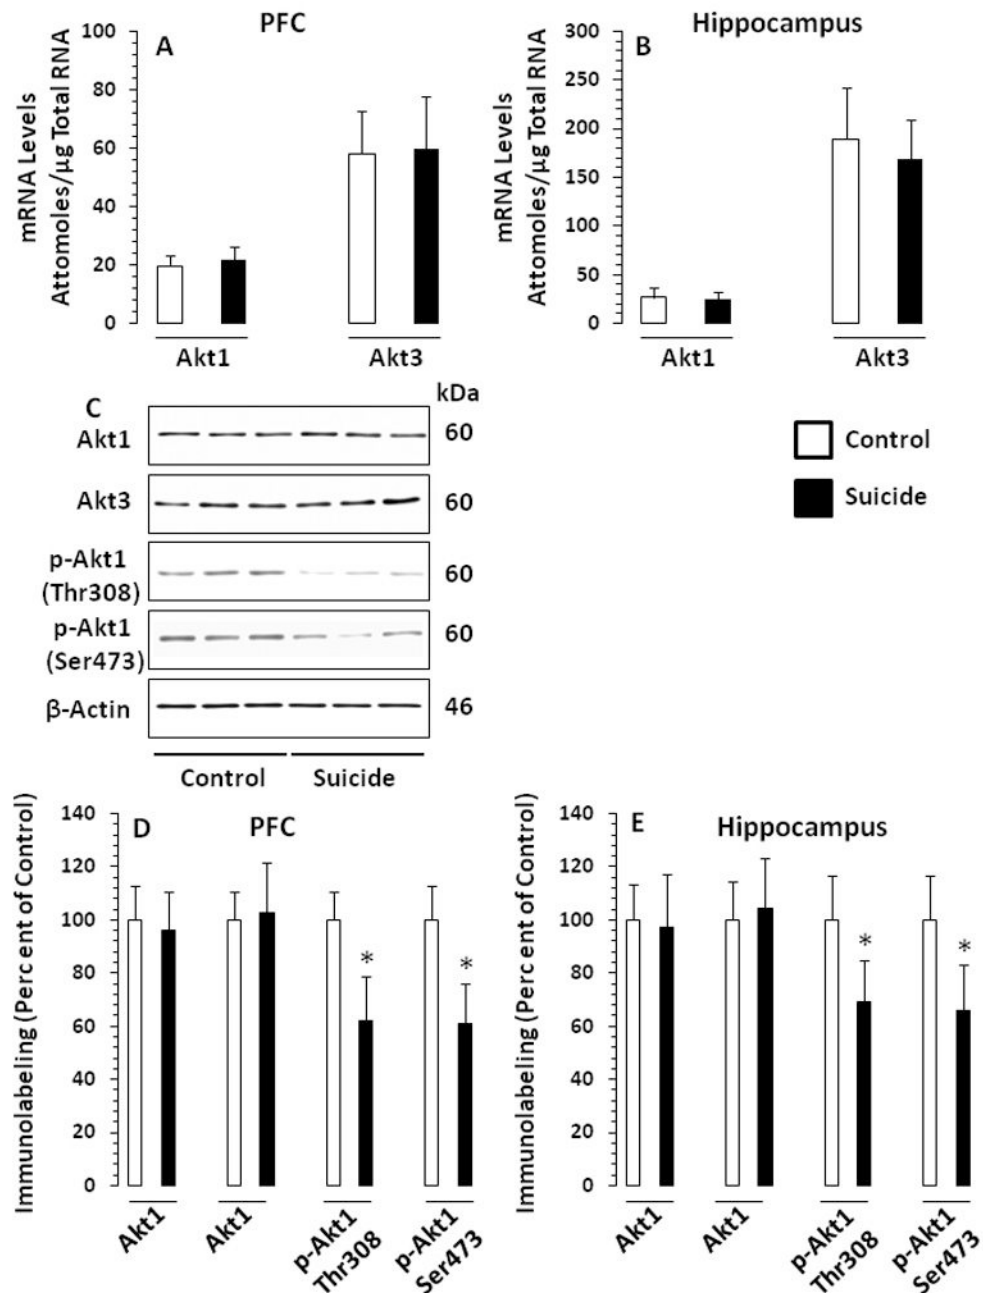 PFC
A
mRNA Levels
Attomoles/µg Total RNA
100
80
60
40
20
0
Akt1
Akt3
Hippocampus
B
mRNA Levels
Attomoles/µg Total RNA
300
250
200
150
100
50
0
Akt1
Akt3
C
kDa
Akt1
60
Akt3
60
p-Akt1
(Thr308)
60
p-Akt1
(Ser473)
60
β-Actin
46
Control
Suicide
Control
Suicide
D
PFC
Immunolabeling (Perc ent of Control)
140
120
100
80
60
40
20
0
*
*
Akt1
Akt1
p-Akt1
Thr308
p-Akt1
Ser473
E
Hippocampus
Immunolabeling (Perc ent of Control)
140
120
100
80
60
40
20
0
*
*
Akt1
Akt1
p-Akt1
Thr308
p-Akt1
Ser473